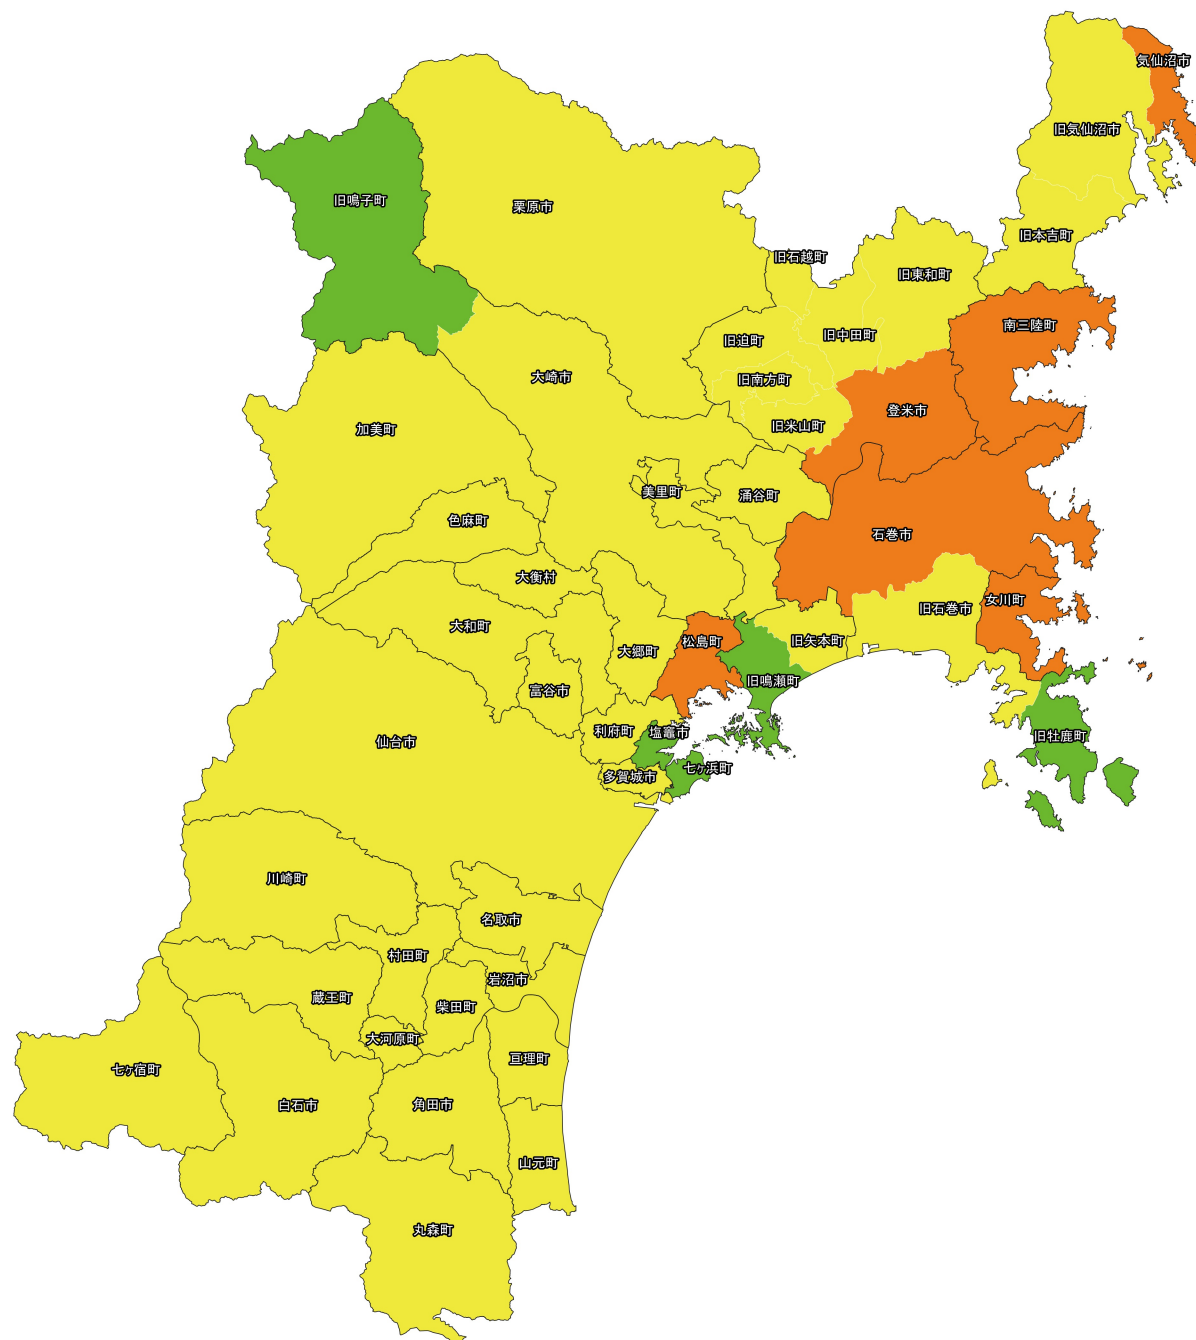 気仙沼市
旧気仙沼市
旧鳴子町
栗原市
旧本吉町
旧石越町
旧東和町
南三陸町
旧中田町
旧迫町
大崎市
旧南方町
登米市
旧米山町
加美町
美里町
涌谷町
色麻町
石巻市
大衡村
女川町
旧石巻市
大和町
松島町
旧矢本町
大郷町
旧鳴瀬町
富谷市
利府町
塩竈市
旧牡鹿町
仙台市
七ヶ浜町
多賀城市
川崎町
名取市
村田町
岩沼市
蔵王町
柴田町
大河原町
亘理町
七ヶ宿町
白石市
角田市
山元町
丸森町